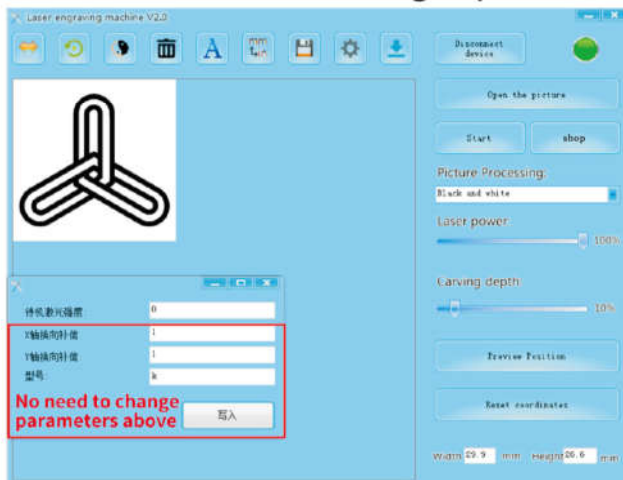 Laser engraving machine V2.0
A
mm
Disconnect
device
Open the picture
Start
shop
Picture Processing:
Black and white
Laser power
100%
Carving depth
10%
待机激光强度
0
X轴换向补偿
1
Y轴换向补偿
1
型号:
k
No need to change
parameters above
写入
Preview Position
Reset coordinates
Width 29.9 mm Height 26.6 mm